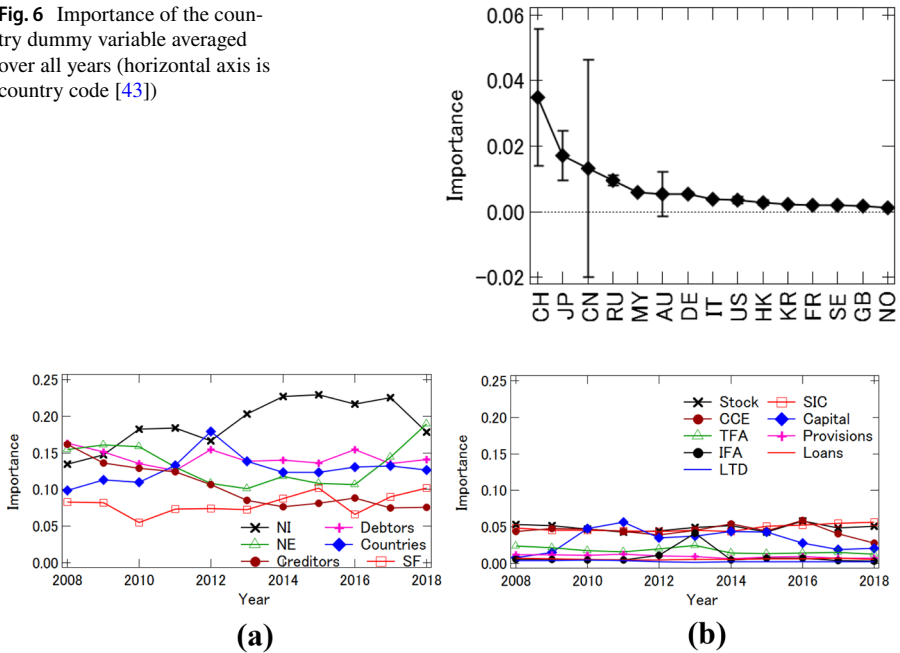 Fig. 6 Importance of the coun-
try dummy variable averaged
over all years (horizontal axis is
country code [43])
0.06
0.04
0.02
0.00
−0.02
Importance
CH JP CN RU MY AU DE IT US HK KR FR SE GB NO
0.25
0.20
0.15
0.10
0.05
0.00
Importance
NI Debtors
NE Countries
Greditors SF
2008 2010 2012 2014 2016 2018
Year
(a)
0.25
0.20
0.15
0.10
0.05
0.00
Importance
Stock SIC
CCE Capital
TFA Provisions
IFA Loans
LTD
2008 2010 2012 2014 2016 2018
Year
(b)